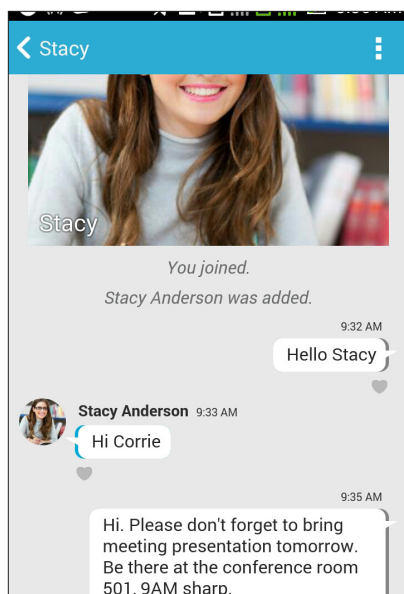 Stacy
Stacy
You joined.
Stacy Anderson was added.
9:32 AM
Hello Stacy
Stacy Anderson 9:33 AM
Hi Corrie
9:35 AM
Hi. Please don't forget to bring
meeting presentation tomorrow.
Be there at the conference room
501. 9AM sharp.